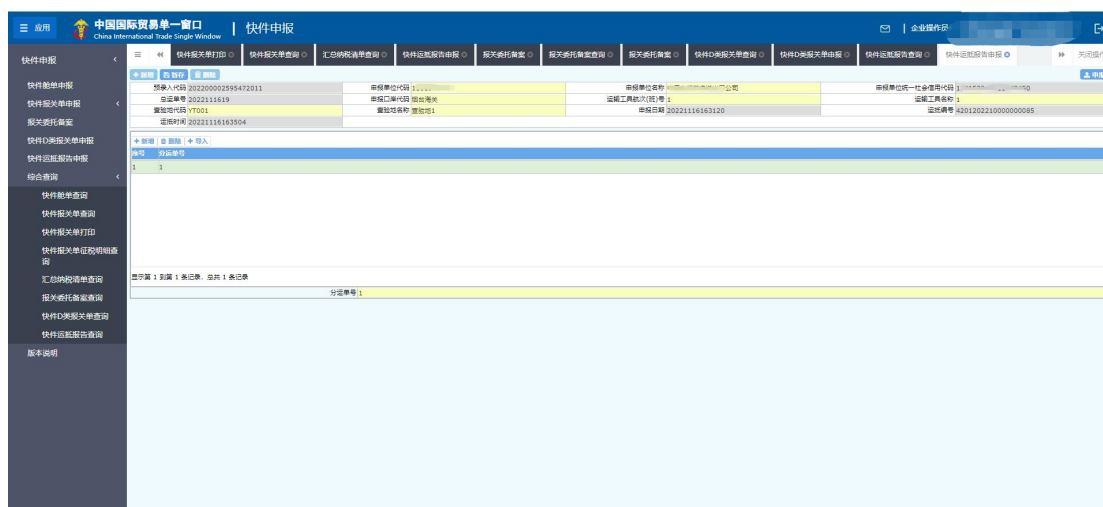 应用
中国国际贸易单一窗口
China International Trade Single Window
快件申报
企业操作员
快件申报
快件舱单申报
快件报关单申报
报关委托备案
快件D类报关单申报
快件运抵报告申报
综合查询
快件舱单查询
快件报关单查询
快件报关单打印
快件报关单征税明细查
询
汇总纳税清单查询
报关委托备案查询
快件D类报关单查询
快件运抵报告查询
版本说明
快件报关单打印 快件报关单查询 汇总纳税清单查询 快件运抵报告申报 报关委托备案 报关委托备案查询 报关委托备案 快件D类报关单查询 快件D类报关单申报 快件运抵报告查询 快件运抵报告申报 关闭操作
新增 暂存 删除 申报
预录入代码 202200002595472011 申报单位代码 申报单位名称 公司 申报单位统一社会信用代码
总运单号 2022111619 申报口岸代码 烟台海关 运输工具航次(班)号 1 运输工具名称 1
查验场代码 YT001 查验场名称 查验场1 申报日期 20221116163120 运抵编号
运抵时间 20221116163504
新增 删除 导入
序号 分运单号
1 1
显示第 1 到第 1 条记录，总共 1 条记录
分运单号 1